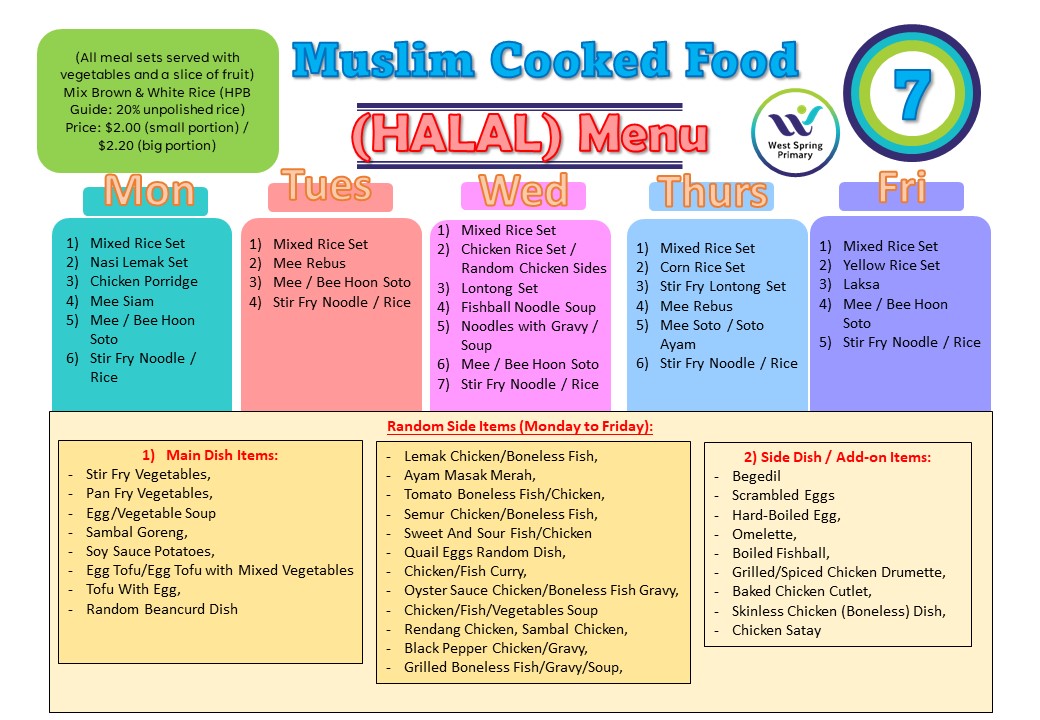 (All meal sets served with
vegetables and a slice of fruit)
Mix Brown & White Rice (HPB
Guide: 20% unpolished rice)
Price: $2.00 (small portion) /
$2.20 (big portion)
Muslim Cooked Food
(HALAL) Menu
West Spring
Primary
7
Mon
1) Mixed Rice Set
2) Nasi Lemak Set
3) Chicken Porridge
4) Mee Siam
5) Mee / Bee Hoon
Soto
6) Stir Fry Noodle /
Rice
Tues
1) Mixed Rice Set
2) Mee Rebus
3) Mee / Bee Hoon Soto
4) Stir Fry Noodle / Rice
Wed
1) Mixed Rice Set
2) Chicken Rice Set /
Random Chicken Sides
3) Lontong Set
4) Fishball Noodle Soup
5) Noodles with Gravy /
Soup
6) Mee / Bee Hoon Soto
7) Stir Fry Noodle / Rice
Thurs
1) Mixed Rice Set
2) Corn Rice Set
3) Stir Fry Lontong Set
4) Mee Rebus
5) Mee Soto / Soto
Ayam
6) Stir Fry Noodle / Rice
Fri
1) Mixed Rice Set
2) Yellow Rice Set
3) Laksa
4) Mee / Bee Hoon
Soto
5) Stir Fry Noodle / Rice
Random Side Items (Monday to Friday):
1) Main Dish Items:
- Stir Fry Vegetables,
- Pan Fry Vegetables,
- Egg/Vegetable Soup
- Sambal Goreng,
- Soy Sauce Potatoes,
- Egg Tofu/Egg Tofu with Mixed Vegetables
- Tofu With Egg,
- Random Beancurd Dish
- Lemak Chicken/Boneless Fish,
- Ayam Masak Merah,
- Tomato Boneless Fish/Chicken,
- Semur Chicken/Boneless Fish,
- Sweet And Sour Fish/Chicken
- Quail Eggs Random Dish,
- Chicken/Fish Curry,
- Oyster Sauce Chicken/Boneless Fish Gravy,
- Chicken/Fish/Vegetables Soup
- Rendang Chicken, Sambal Chicken,
- Black Pepper Chicken/Gravy,
- Grilled Boneless Fish/Gravy/Soup,
2) Side Dish / Add-on Items:
- Begedil
- Scrambled Eggs
- Hard-Boiled Egg,
- Omelette,
- Boiled Fishball,
- Grilled/Spiced Chicken Drumette,
- Baked Chicken Cutlet,
- Skinless Chicken (Boneless) Dish,
- Chicken Satay